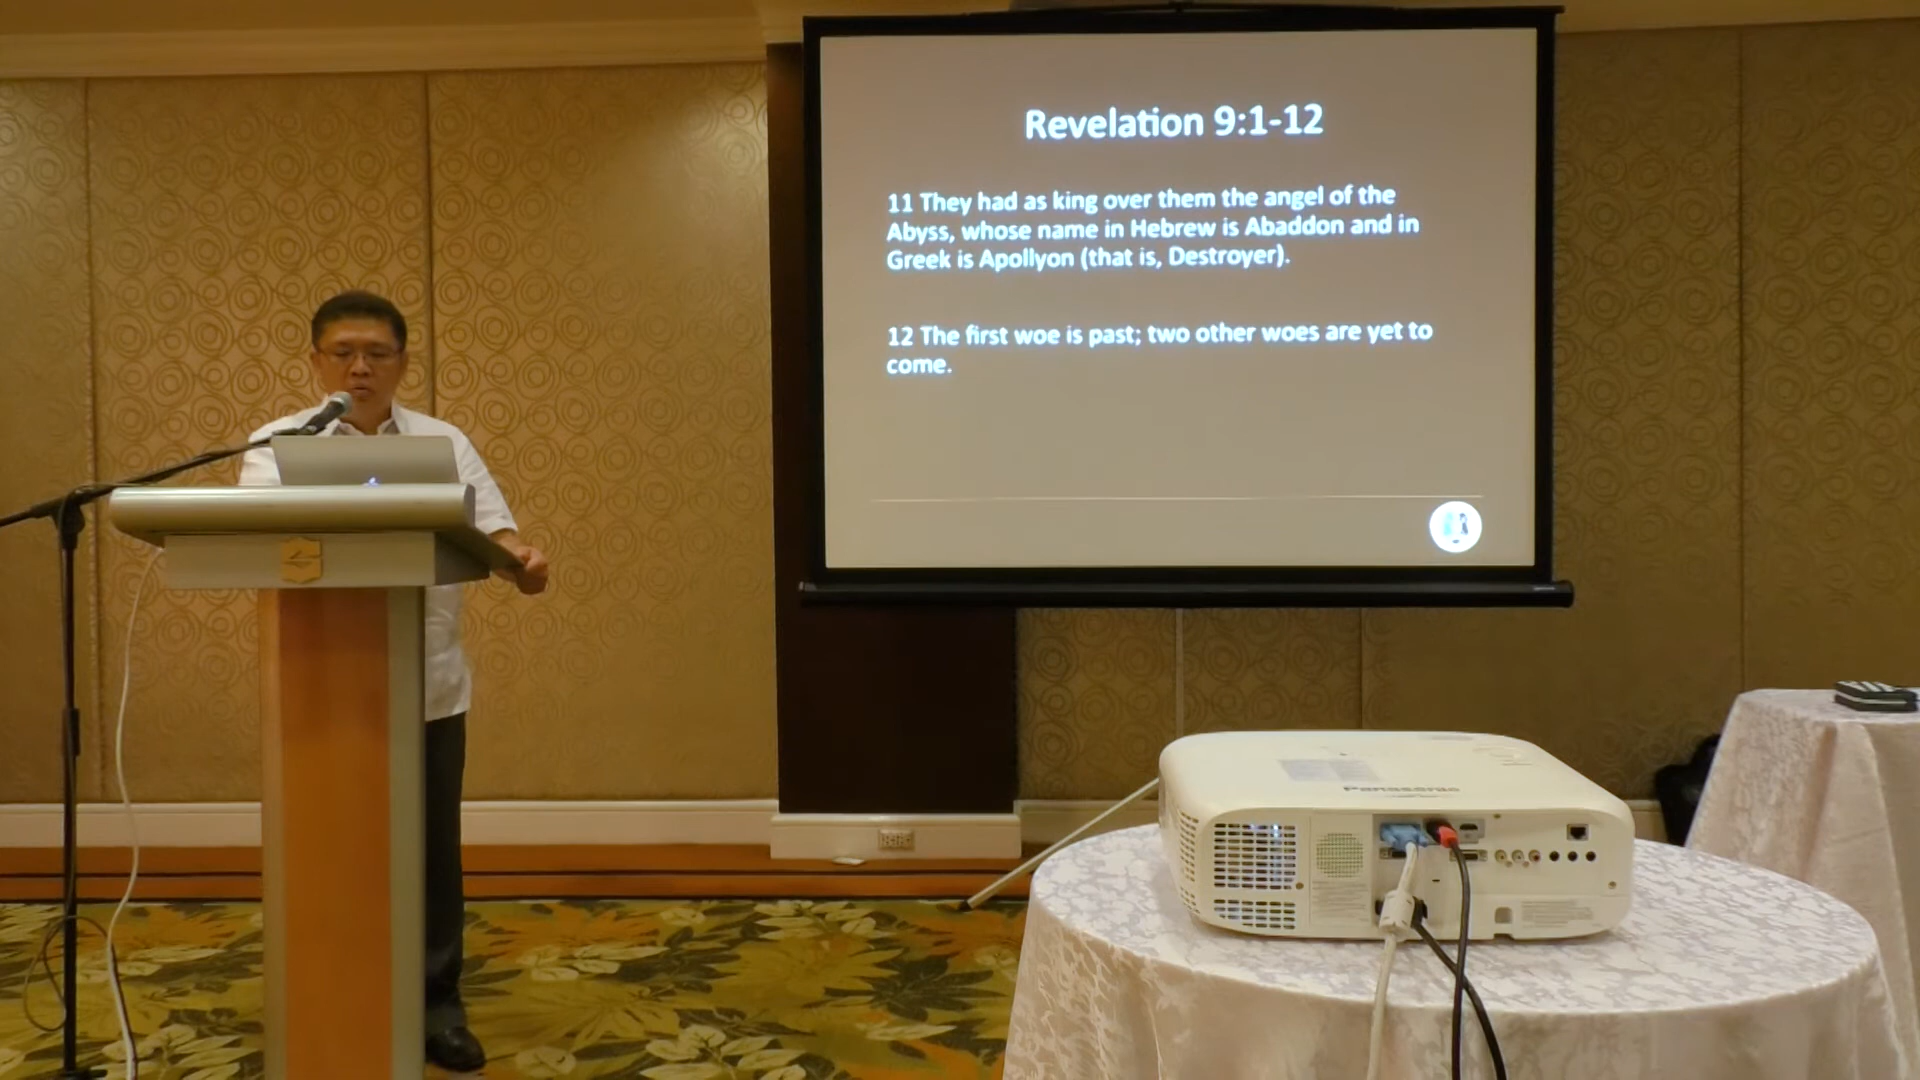 Revelation 9:1-12
11 They had as king over them the angel of the
Abyss, whose name in Hebrew is Abaddon and in
Greek is Apollyon (that is, Destroyer).
12 The first woe is past; two other woes are yet to
come.
Panasonic